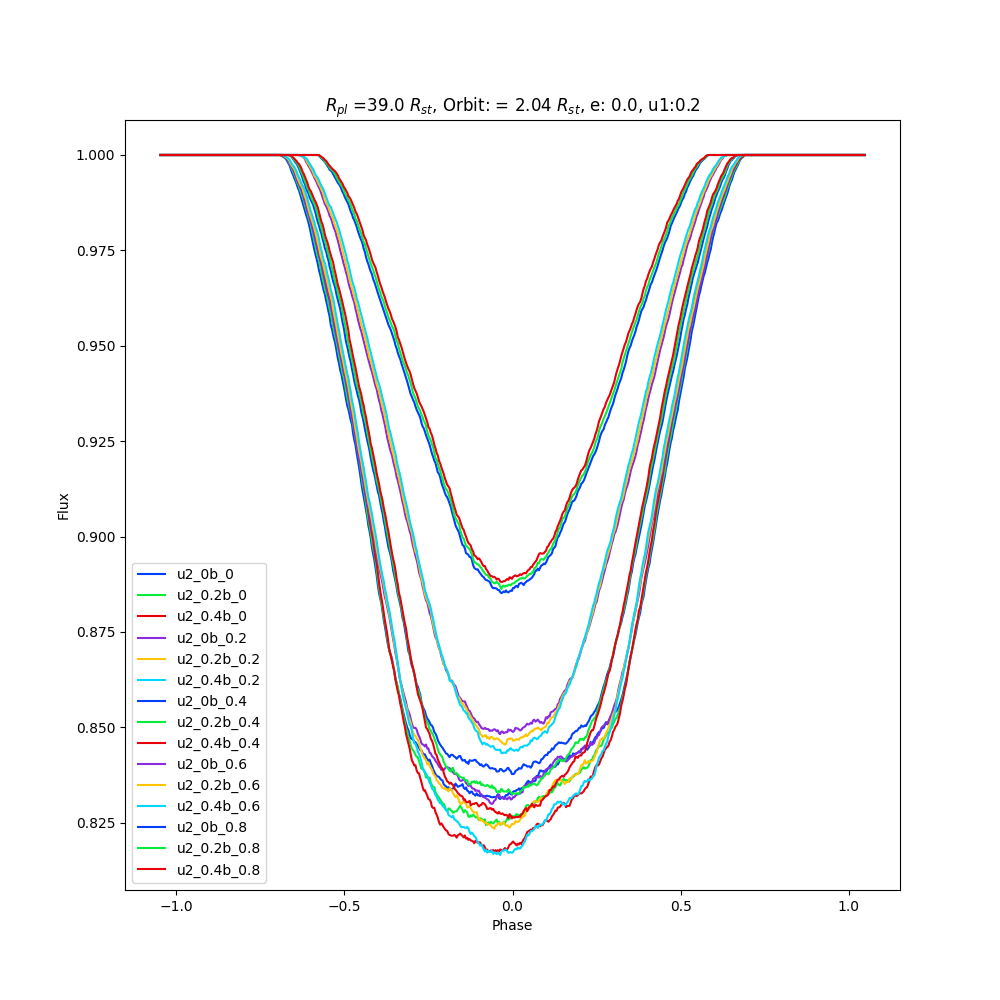 R_pl =39.0 R_st, Orbit: = 2.04 R_st, e: 0.0, u1:0.2
1.000
0.975
0.950
0.925
0.900
0.875
0.850
0.825
Flux
u2_0b_0
u2_0.2b_0
u2_0.4b_0
u2_0b_0.2
u2_0.2b_0.2
u2_0.4b_0.2
u2_0b_0.4
u2_0.2b_0.4
u2_0.4b_0.4
u2_0b_0.6
u2_0.2b_0.6
u2_0.4b_0.6
u2_0b_0.8
u2_0.2b_0.8
u2_0.4b_0.8
−1.0 −0.5 0.0 0.5 1.0
Phase